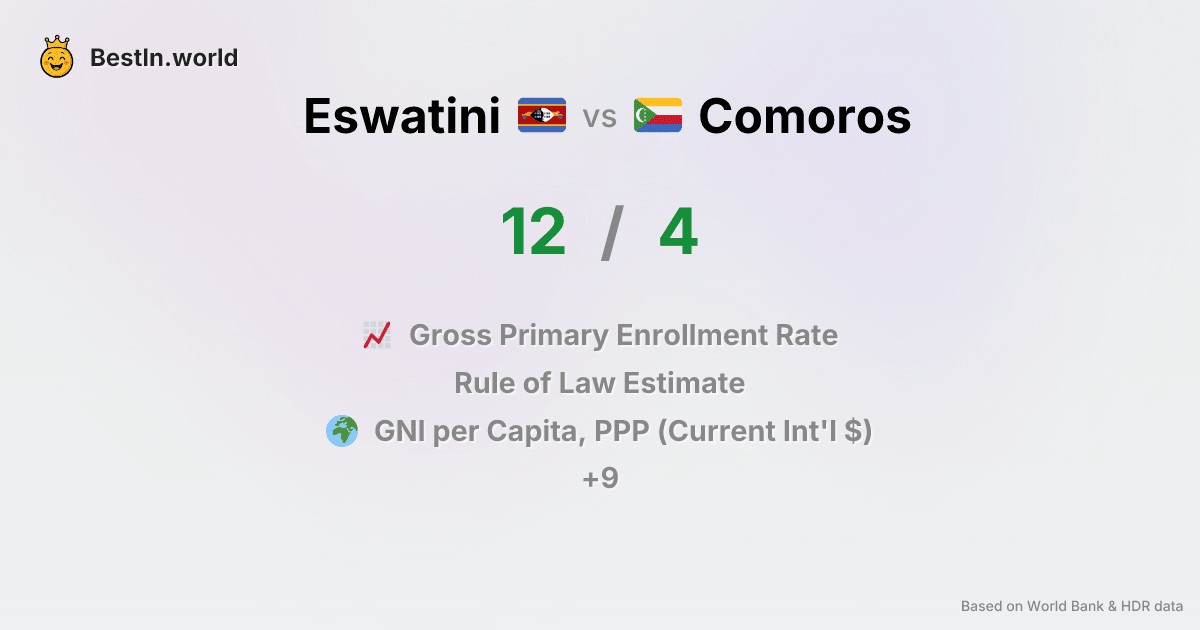 BestIn.world
Eswatini vs Comoros
12 / 4
Gross Primary Enrollment Rate
Rule of Law Estimate
GNI per Capita, PPP (Current Int'l $)
+9
Based on World Bank & HDR data